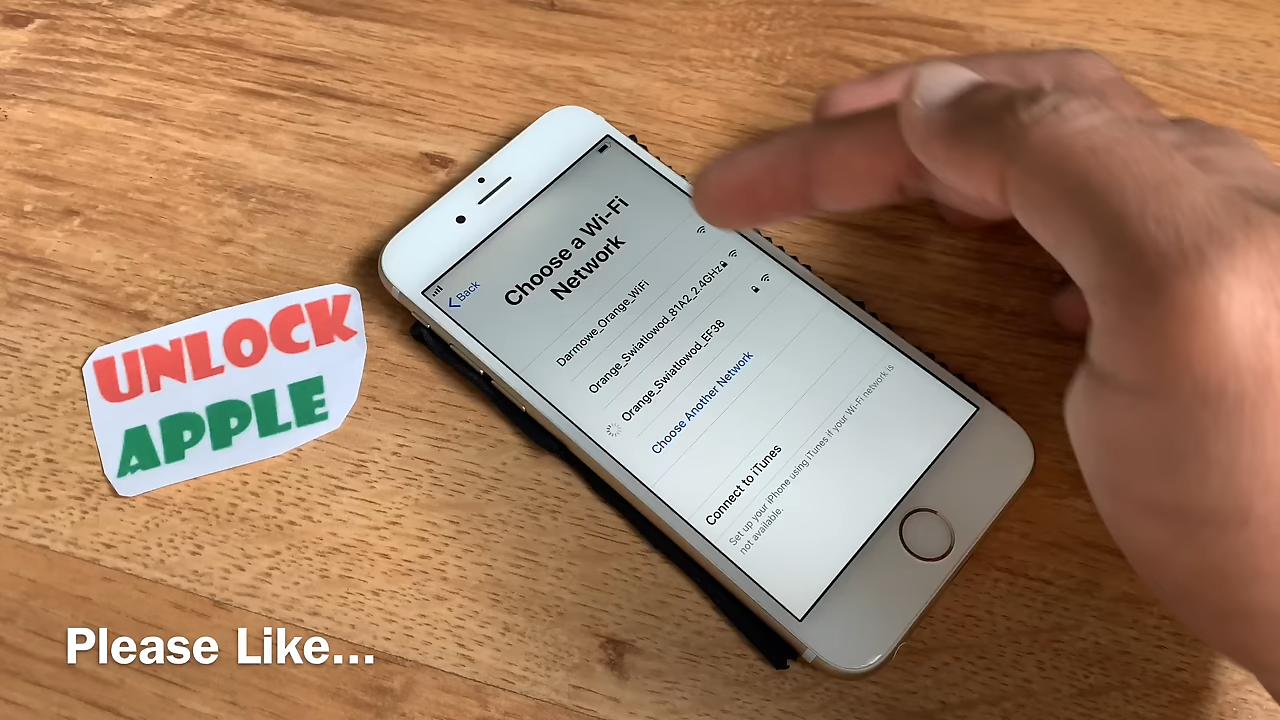 UNLOCK
APPLE
Back
Choose a Wi-Fi
Network
Darmowe_Orange_WiFi
Orange_Swiatlowod_81A2_2.4GHz
Orange_Swiatlowod_EF38
Choose Another Network
Connect to iTunes
Set up your iPhone using iTunes if your Wi-Fi network is
not available.
Please Like...